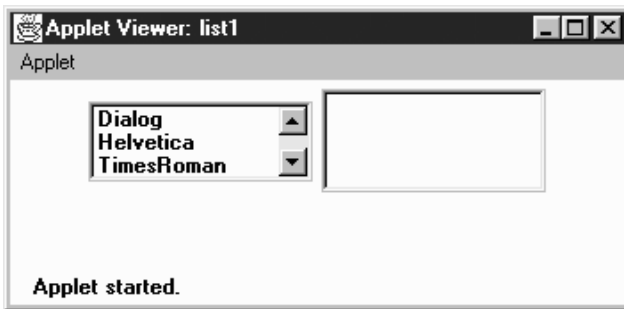 Applet Viewer: list1
Applet
Dialog
Helvetica
TimesRoman
Applet started.